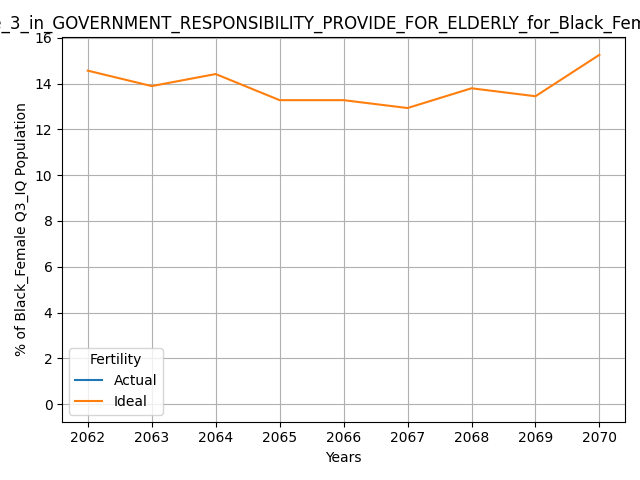 e_3_in_GOVERNMENT_RESPONSIBILITY_PROVIDE_FOR_ELDERLY_for_Black_Fem
16
14
12
10
8
6
4
2
0
% of Black_Female Q3_IQ Population
Fertility
Actual
Ideal
2062 2063 2064 2065 2066 2067 2068 2069 2070
Years